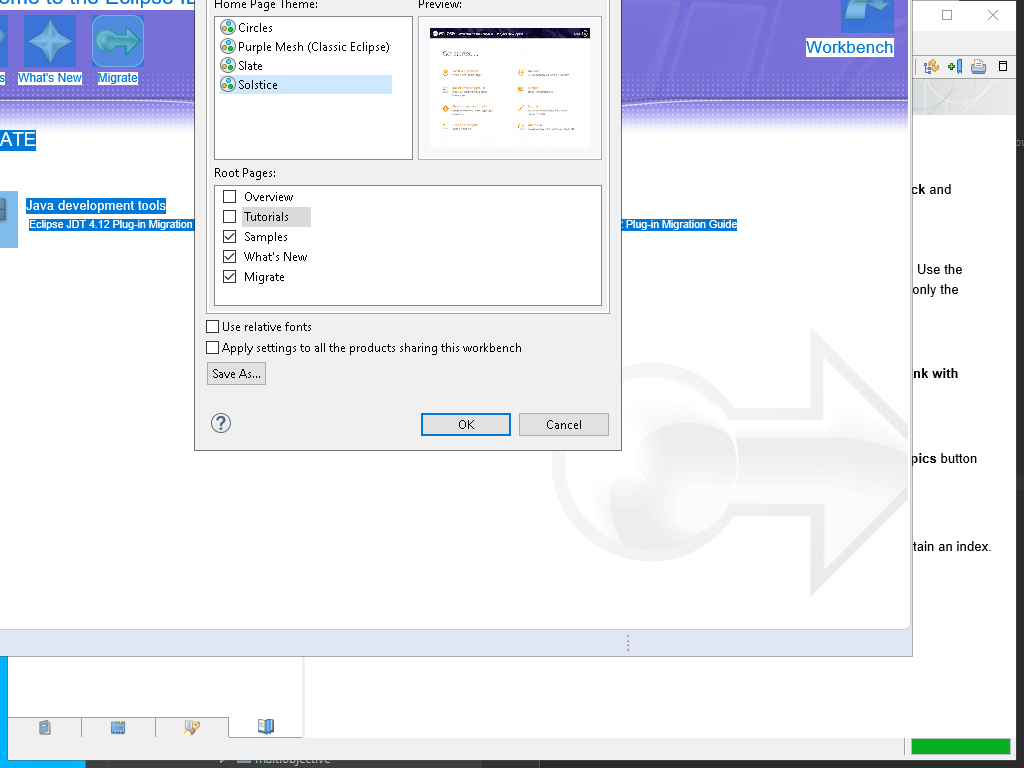 ome to the Eclipse ID
Home Page Theme:
Preview:
Circles
Purple Mesh (Classic Eclipse)
Slate
Solstice
s
What's New
Migrate
Workbench
ATE
Root Pages:
Overview
Tutorials
Samples
What's New
Migrate
Java development tools
Eclipse JDT 4.12 Plug-in Migration
2 Plug-in Migration Guide
ck and
Use the
only the
Use relative fonts
Apply settings to all the products sharing this workbench
Save As...
nk with
?
OK
Cancel
pics button
tain an index.
multiobjective